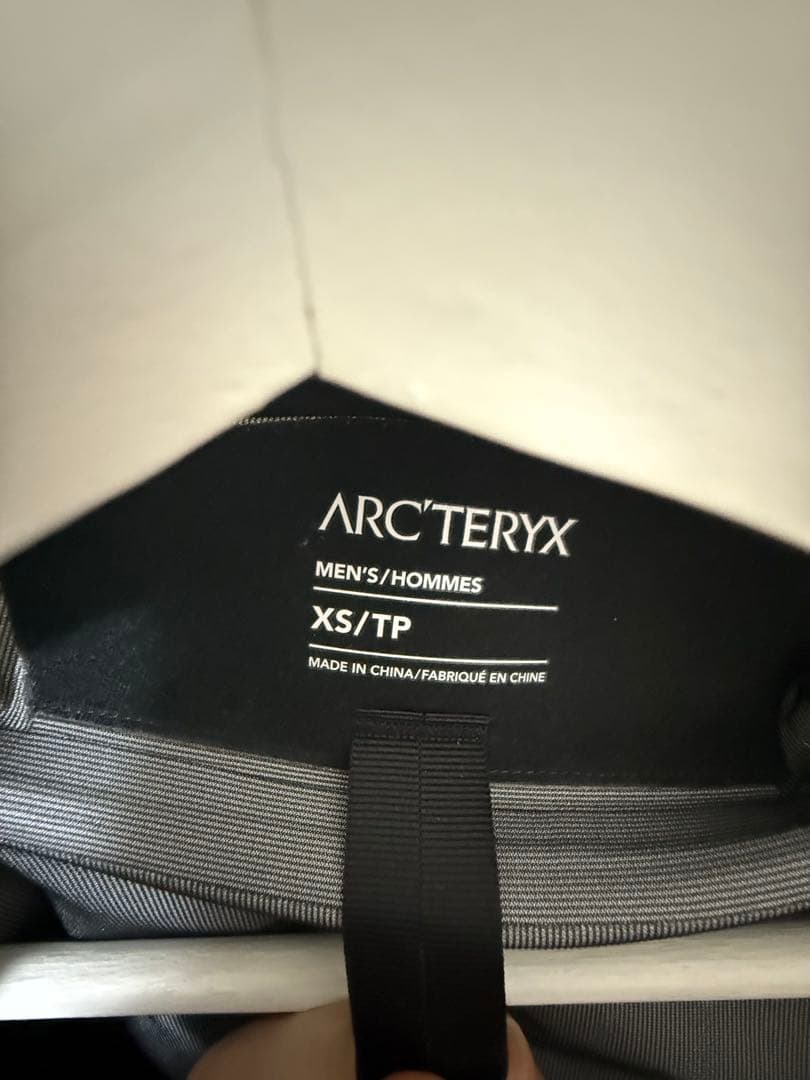 ARC'TERYX
MEN'S/HOMMES
XS/TP
MADE IN CHINA/FABRIQUÉ EN CHINE